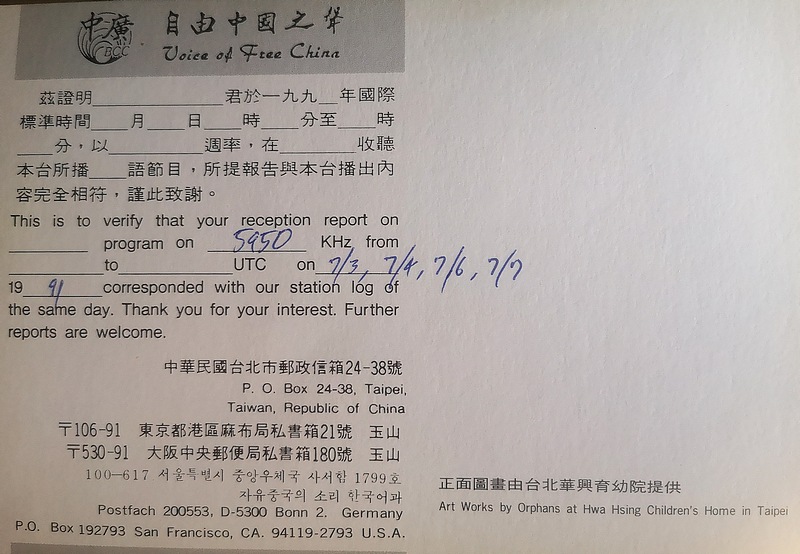 中廣
BCC
自由中國之聲
Voice of Free China
茲證明____________君於一九九__年國際
標準時間____月____日____時____分至____時
____分，以__________週率，在________收聽
本台所播____語節目，所提報告與本台播出內
容完全相符，謹此致謝。
This is to verify that your reception report on
________ program on 5950 KHz from
__________to__________UTC on 7/3, 7/4, 7/6, 7/7
19 91 corresponded with our station log of
the same day. Thank you for your interest. Further
reports are welcome.
中華民國台北市郵政信箱24-38號
P. O. Box 24-38, Taipei,
Taiwan, Republic of China
〒106-91 東京都港區麻布局私書箱21號 玉山
〒530-91 大阪中央郵便局私書箱180號 玉山
100-617 서울특별시 중앙우체국 사서함 1799호
자유중국의 소리 한국어과
Postfach 200553, D-5300 Bonn 2. Germany
P.O. Box 192793 San Francisco, CA. 94119-2793 U.S.A.
正面圖畫由台北華興育幼院提供
Art Works by Orphans at Hwa Hsing Children's Home in Taipei